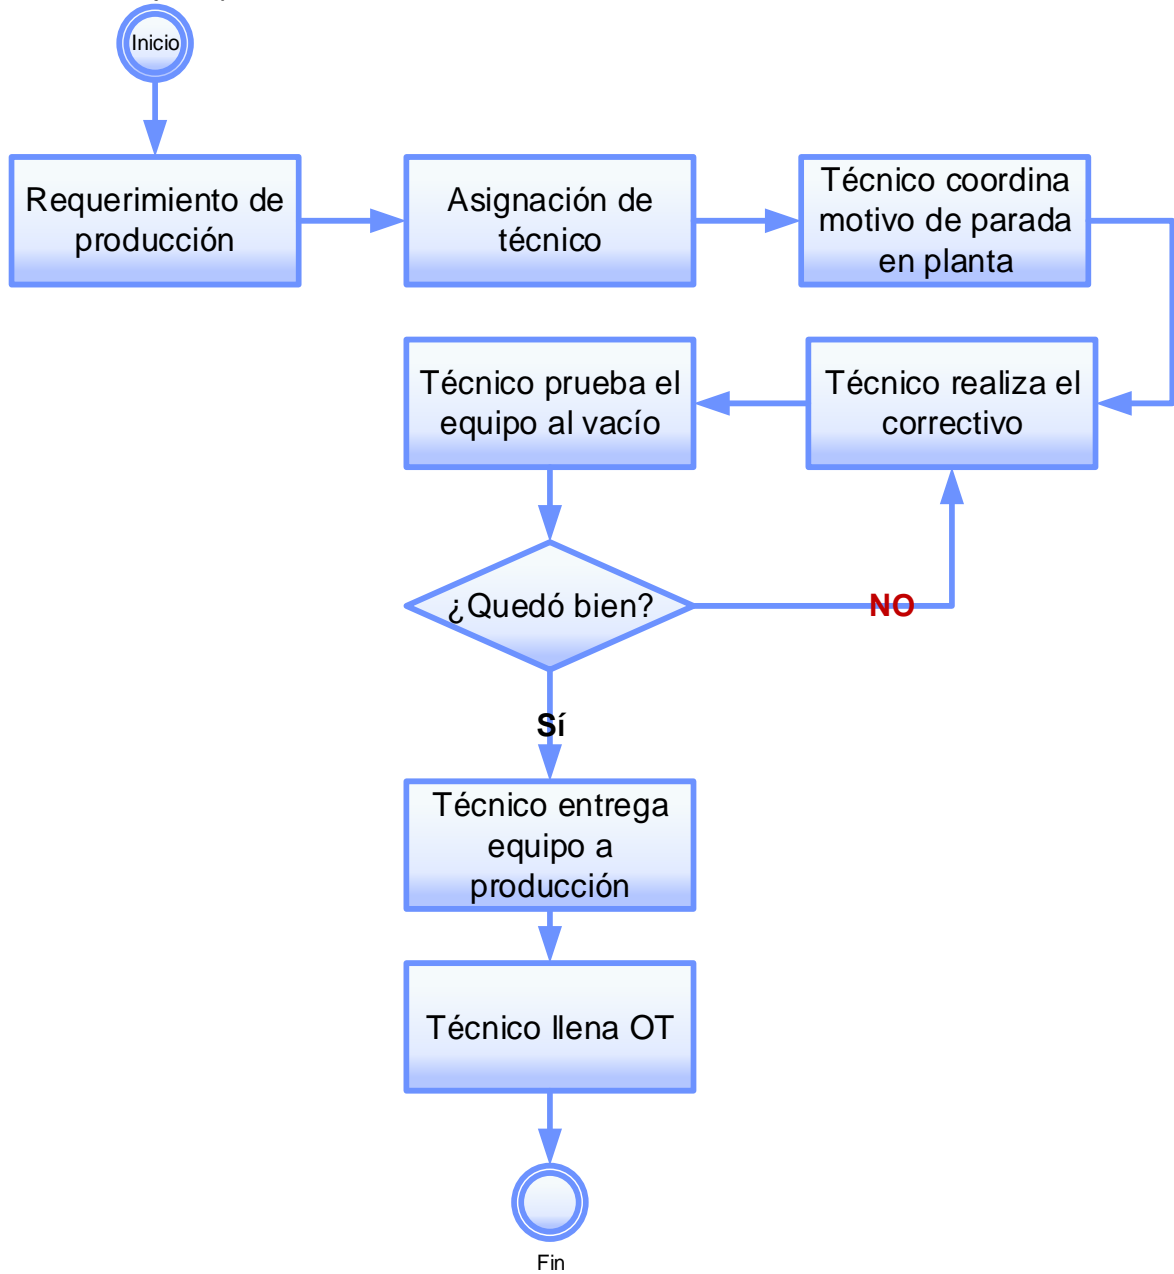 Inicio
Requerimiento de
producción
Asignación de
técnico
Técnico coordina
motivo de parada
en planta
Técnico realiza el
correctivo
Técnico prueba el
equipo al vacío
¿Quedó bien?
NO
Sí
Técnico entrega
equipo a
producción
Técnico llena OT
Fin